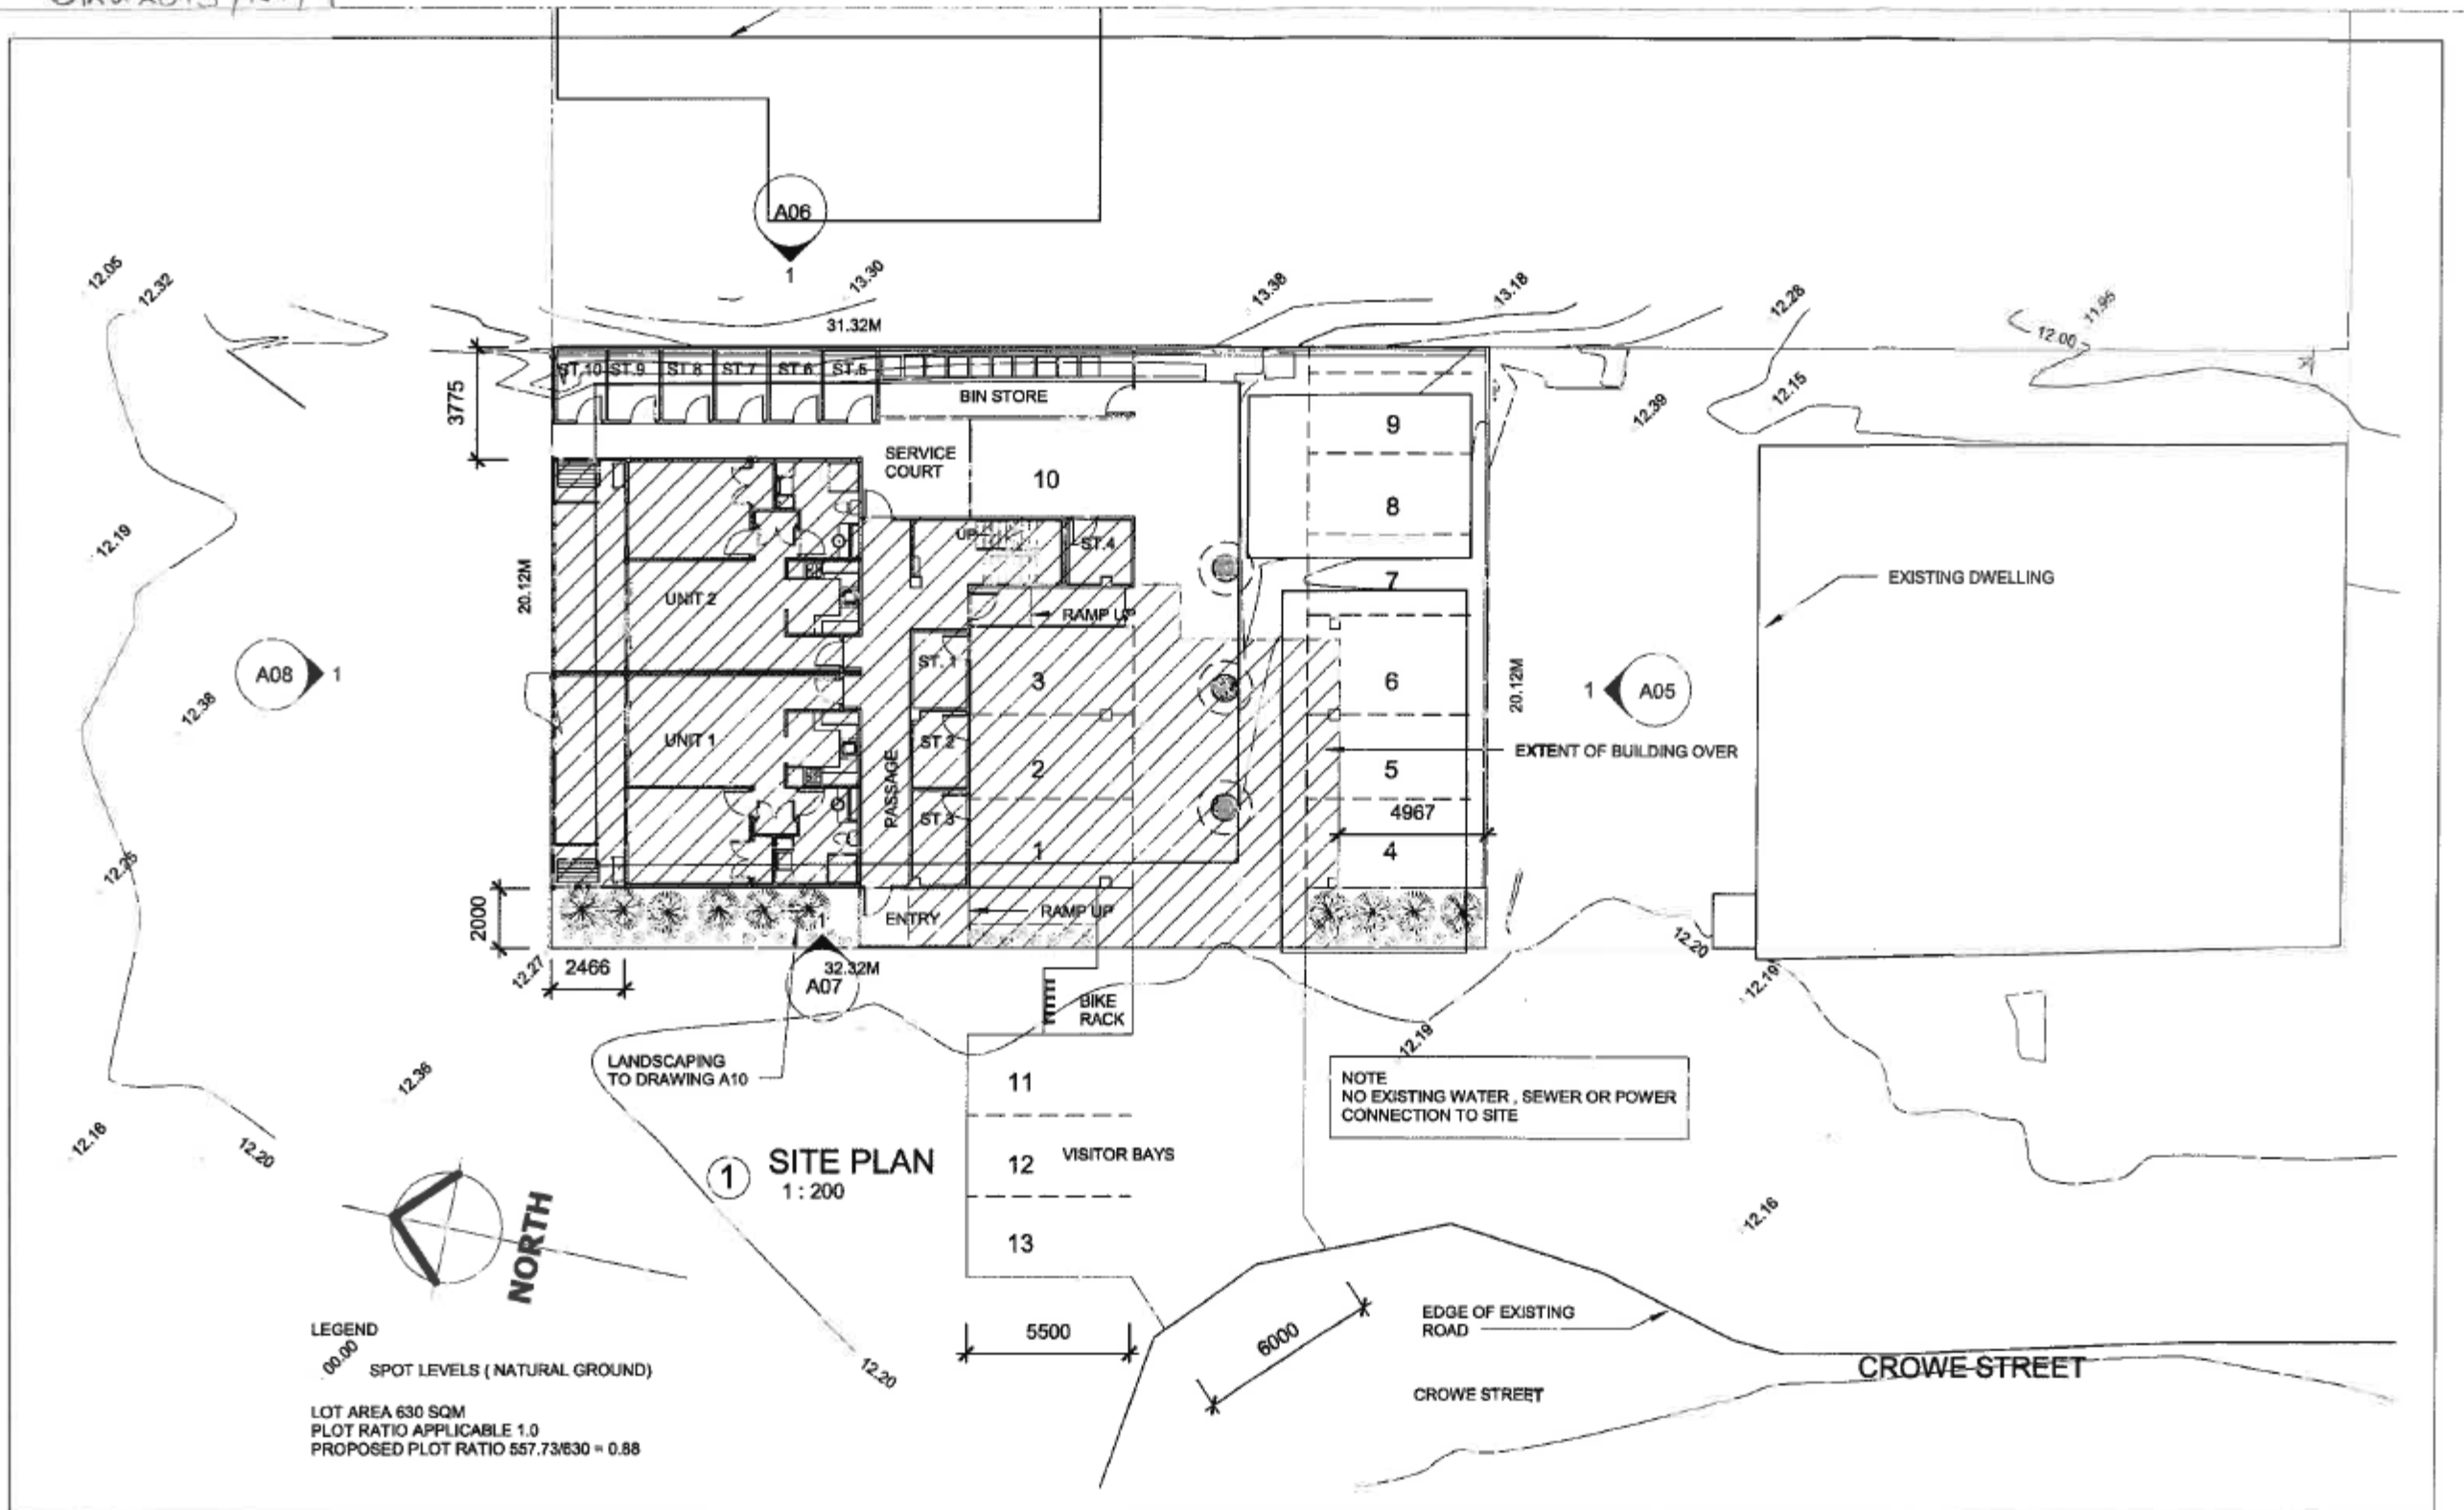 A06
1
12.05
12.32
13.30
13.38
13.18
12.28
11.95
12.00
31.32M
ST.10 ST.9 ST.8 ST.7 ST.6 ST.5
BIN STORE
3775
9
12.39
12.15
SERVICE
COURT
10
8
12.19
UP
ST.4
20.12M
UNIT 2
RAMP UP
7
EXISTING DWELLING
A08
1
ST. 1
3
6
20.12M
1
A05
12.38
UNIT 1
ST.2
2
PASSAGE
5
EXTENT OF BUILDING OVER
4967
ST.3
1
4
12.25
2000
1
ENTRY
RAMP UP
12.20
12.27
2466
32.32M
A07
BIKE
RACK
12.19
12.19
LANDSCAPING
TO DRAWING A10
12.36
11
NOTE
NO EXISTING WATER , SEWER OR POWER
CONNECTION TO SITE
12.16
12.20
1
SITE PLAN
1 : 200
12
VISITOR BAYS
NORTH
13
12.16
LEGEND
00.00
SPOT LEVELS ( NATURAL GROUND)
5500
6000
EDGE OF EXISTING
ROAD
12.20
CROWE STREET
CROWE STREET
LOT AREA 630 SQM
PLOT RATIO APPLICABLE 1.0
PROPOSED PLOT RATIO 557.73/630 = 0.88